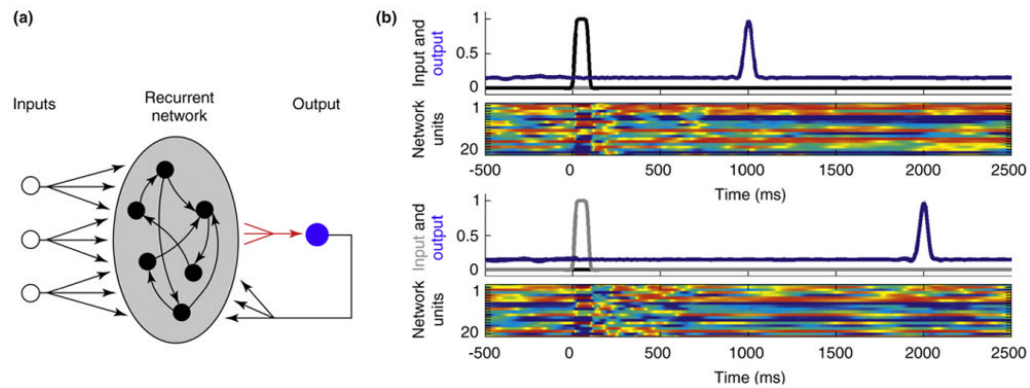 (a)
Inputs
Recurrent
network
Output
(b)
Input and
output
1
0.5
0
Network
units
1
20
-500
0
500
1000
1500
2000
2500
Time (ms)
Input and
output
1
0.5
0
Network
units
1
20
-500
0
500
1000
1500
2000
2500
Time (ms)